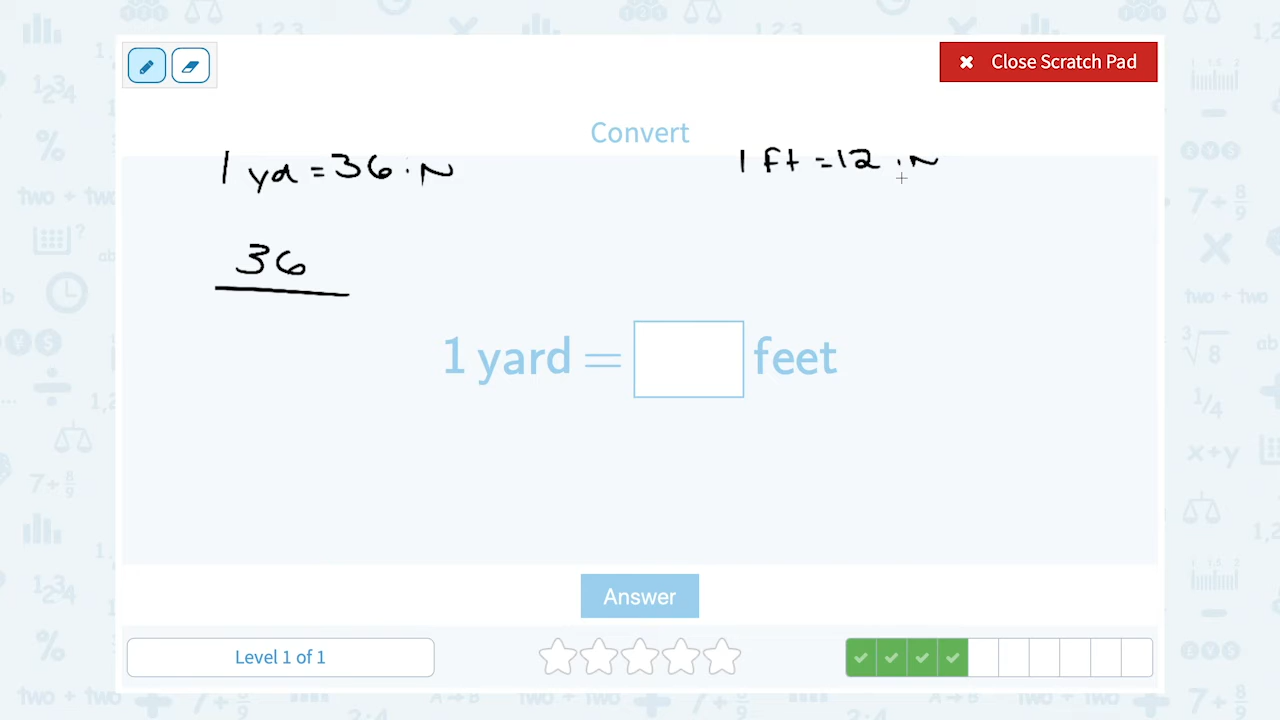 Close Scratch Pad
Convert
1 yd = 36 in
1 ft = 12 in
36
1 yard = feet
Answer
Level 1 of 1